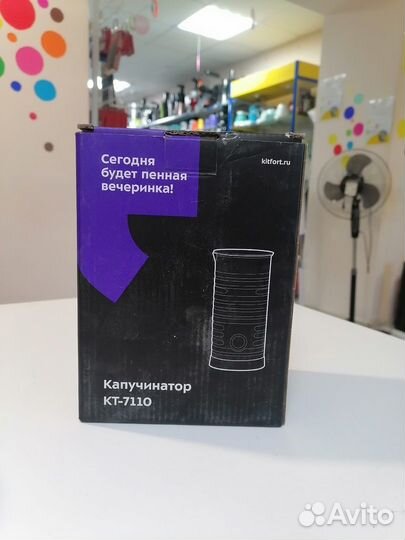 Сегодня
будет пенная
вечеринка!
kitfort.ru
Капучинатор
КТ-7110
Avito